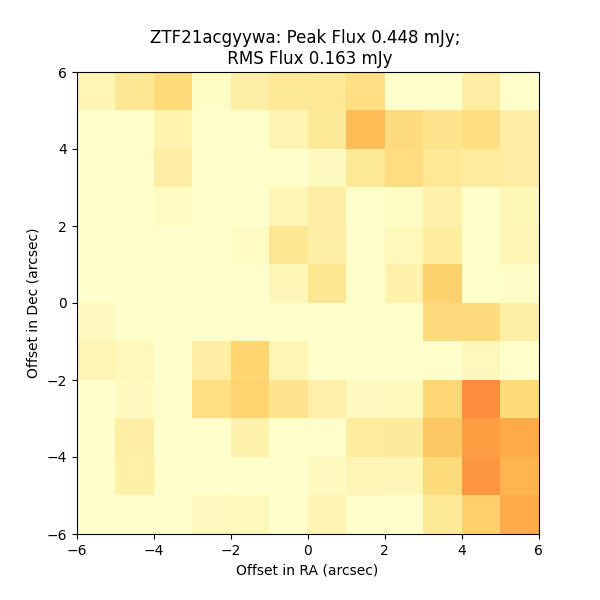 ZTF21acgyywa: Peak Flux 0.448 mJy;
RMS Flux 0.163 mJy
6
4
2
0
−2
−4
−6
Offset in Dec (arcsec)
−6 −4 −2 0 2 4 6
Offset in RA (arcsec)